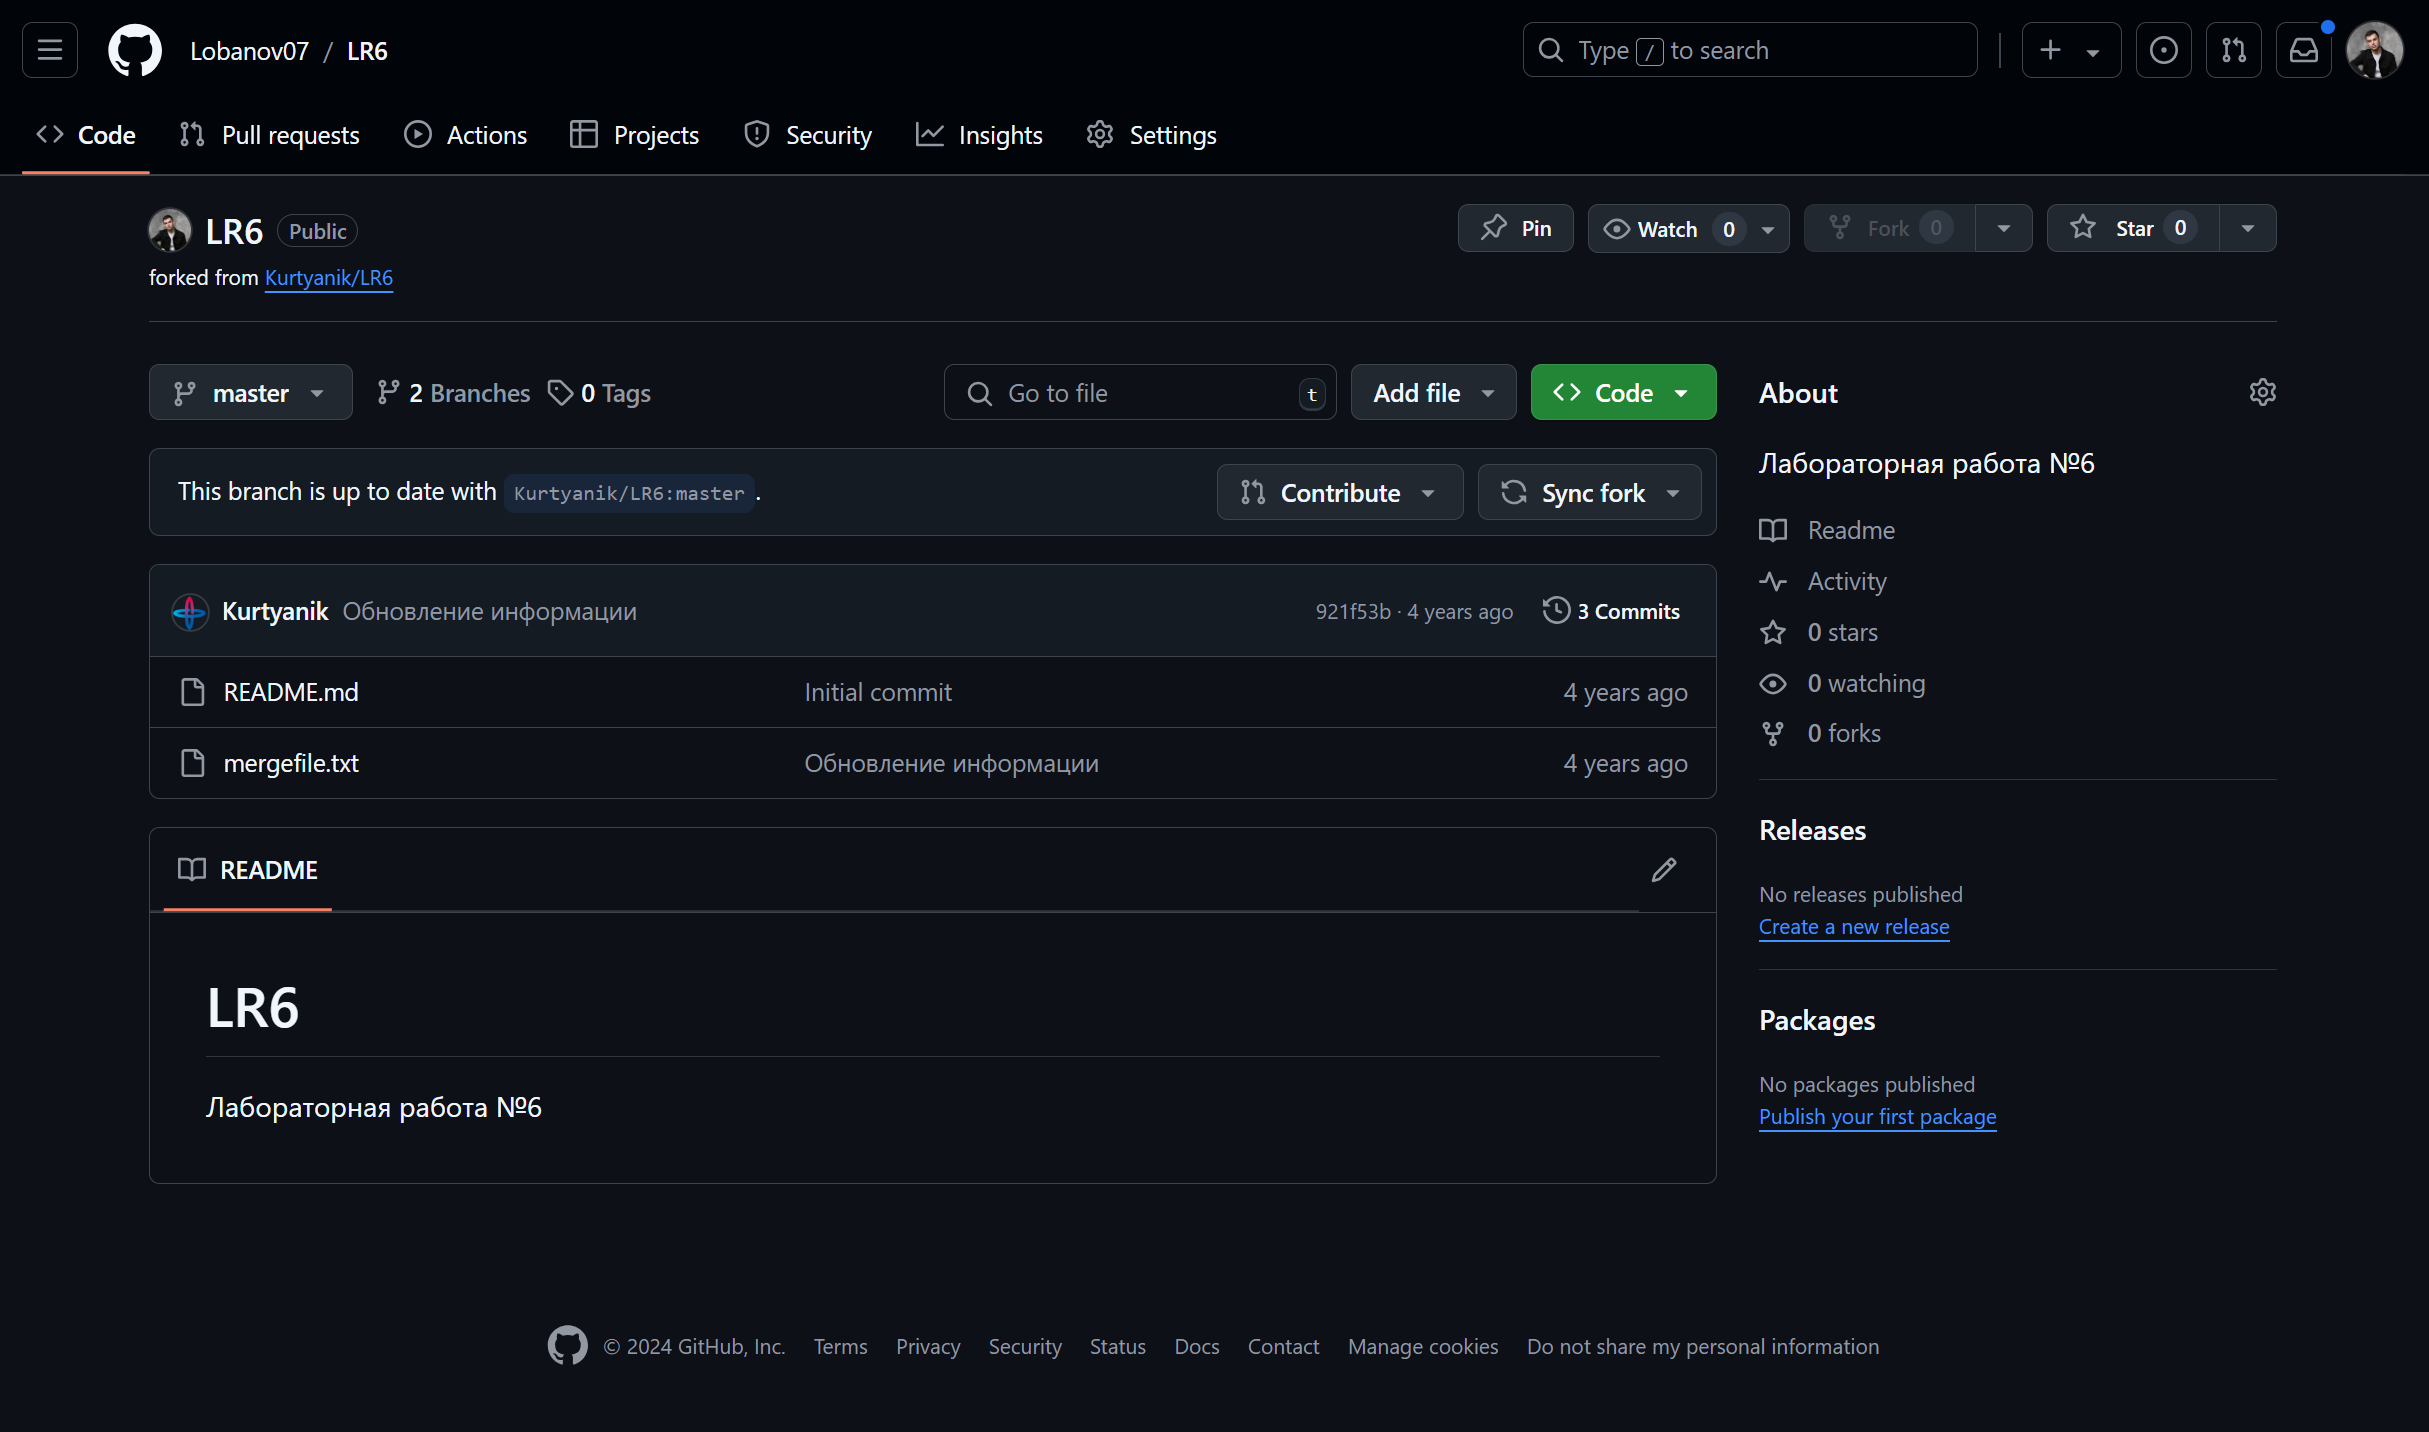 Lobanov07 / LR6
Type / to search
Code Pull requests Actions Projects Security Insights Settings
LR6 Public
Pin Watch 0 Fork 0 Star 0
forked from Kurtyanik/LR6
master 2 Branches 0 Tags Go to file t Add file Code
This branch is up to date with Kurtyanik/LR6:master .
Contribute Sync fork
Kurtyanik Обновление информации 921f53b · 4 years ago 3 Commits
README.md Initial commit 4 years ago
mergefile.txt Обновление информации 4 years ago
README
LR6
Лабораторная работа №6
About
Лабораторная работа №6
Readme
Activity
0 stars
0 watching
0 forks
Releases
No releases published
Create a new release
Packages
No packages published
Publish your first package
© 2024 GitHub, Inc. Terms Privacy Security Status Docs Contact Manage cookies Do not share my personal information